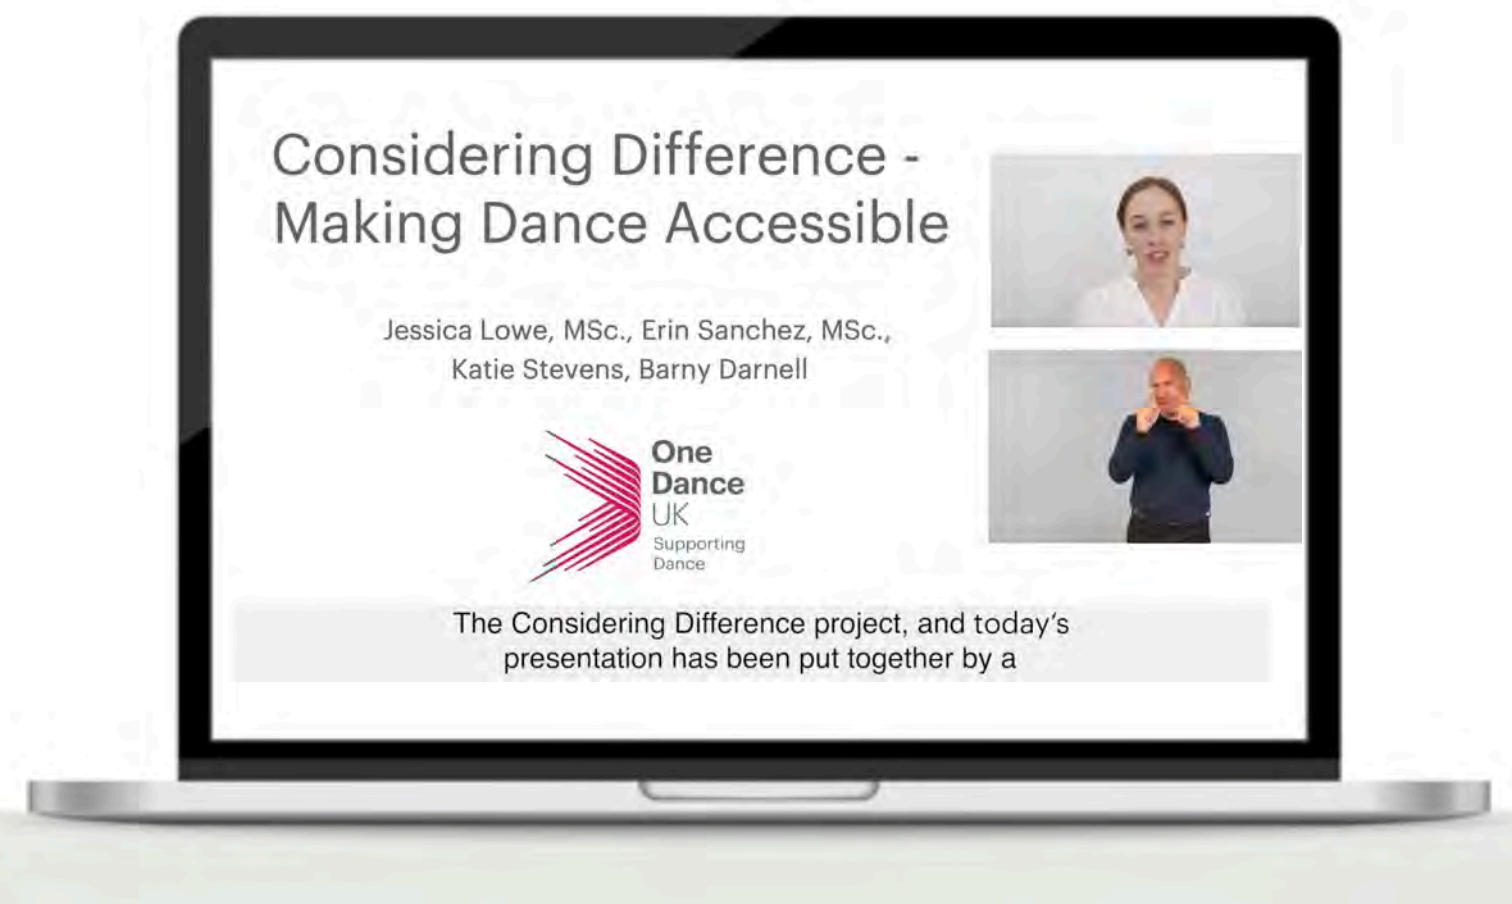 Considering Difference -
Making Dance Accessible
Jessica Lowe, MSc., Erin Sanchez, MSc.,
Katie Stevens, Barny Darnell
One
Dance
UK
Supporting
Dance
The Considering Difference project, and today's
presentation has been put together by a